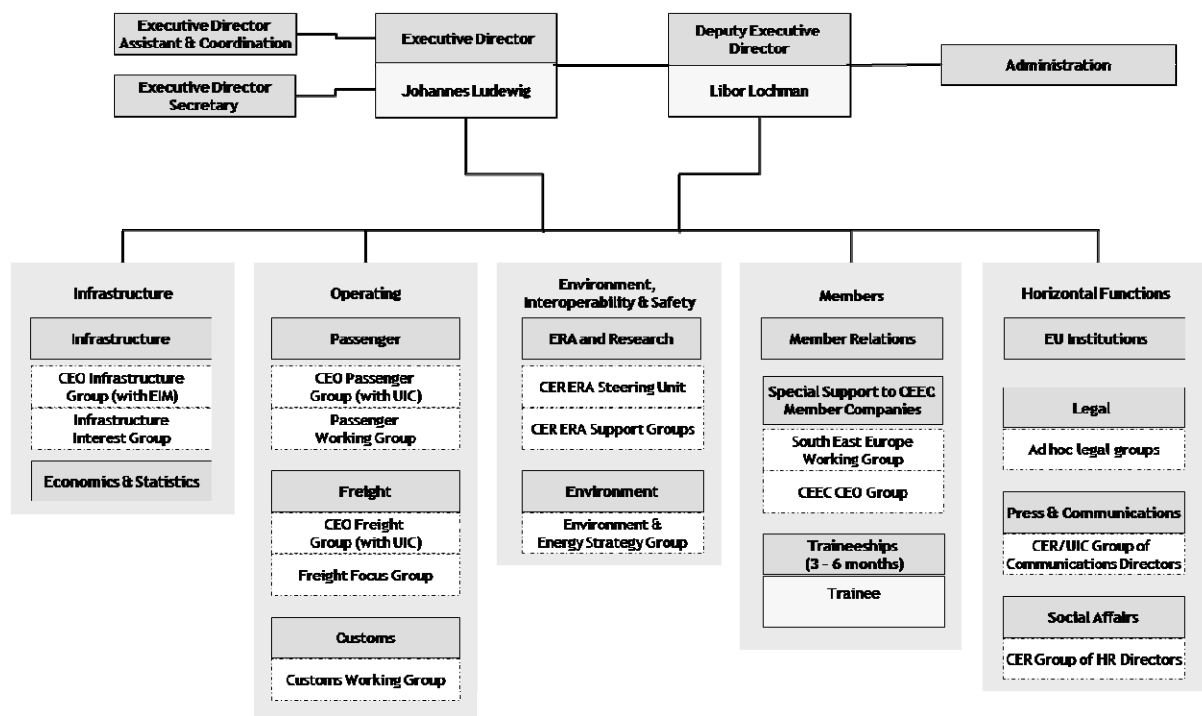 Executive Director
Assistant & Coordination
Executive Director
Secretary
Executive Director
Johannes Ludewig
Deputy Executive
Director
Libor Lochman
Administration
Infrastructure
Infrastructure
CEO Infrastructure
Group (with EIM)
Infrastructure
Interest Group
Economics & Statistics
Operating
Passenger
CEO Passenger
Group (with UIC)
Passenger
Working Group
Freight
CEO Freight
Group (with UIC)
Freight Focus Group
Customs
Customs Working Group
Environment,
Interoperability & Safety
ERA and Research
CER ERA Steering Unit
CER ERA Support Groups
Environment
Environment &
Energy Strategy Group
Members
Member Relations
Special Support to CEEC
Member Companies
South East Europe
Working Group
CEEC CEO Group
Traineeships
(3 - 6 months)
Trainee
Horizontal Functions
EU Institutions
Legal
Ad hoc legal groups
Press & Communications
CER/UIC Group of
Communications Directors
Social Affairs
CER Group of HR Directors